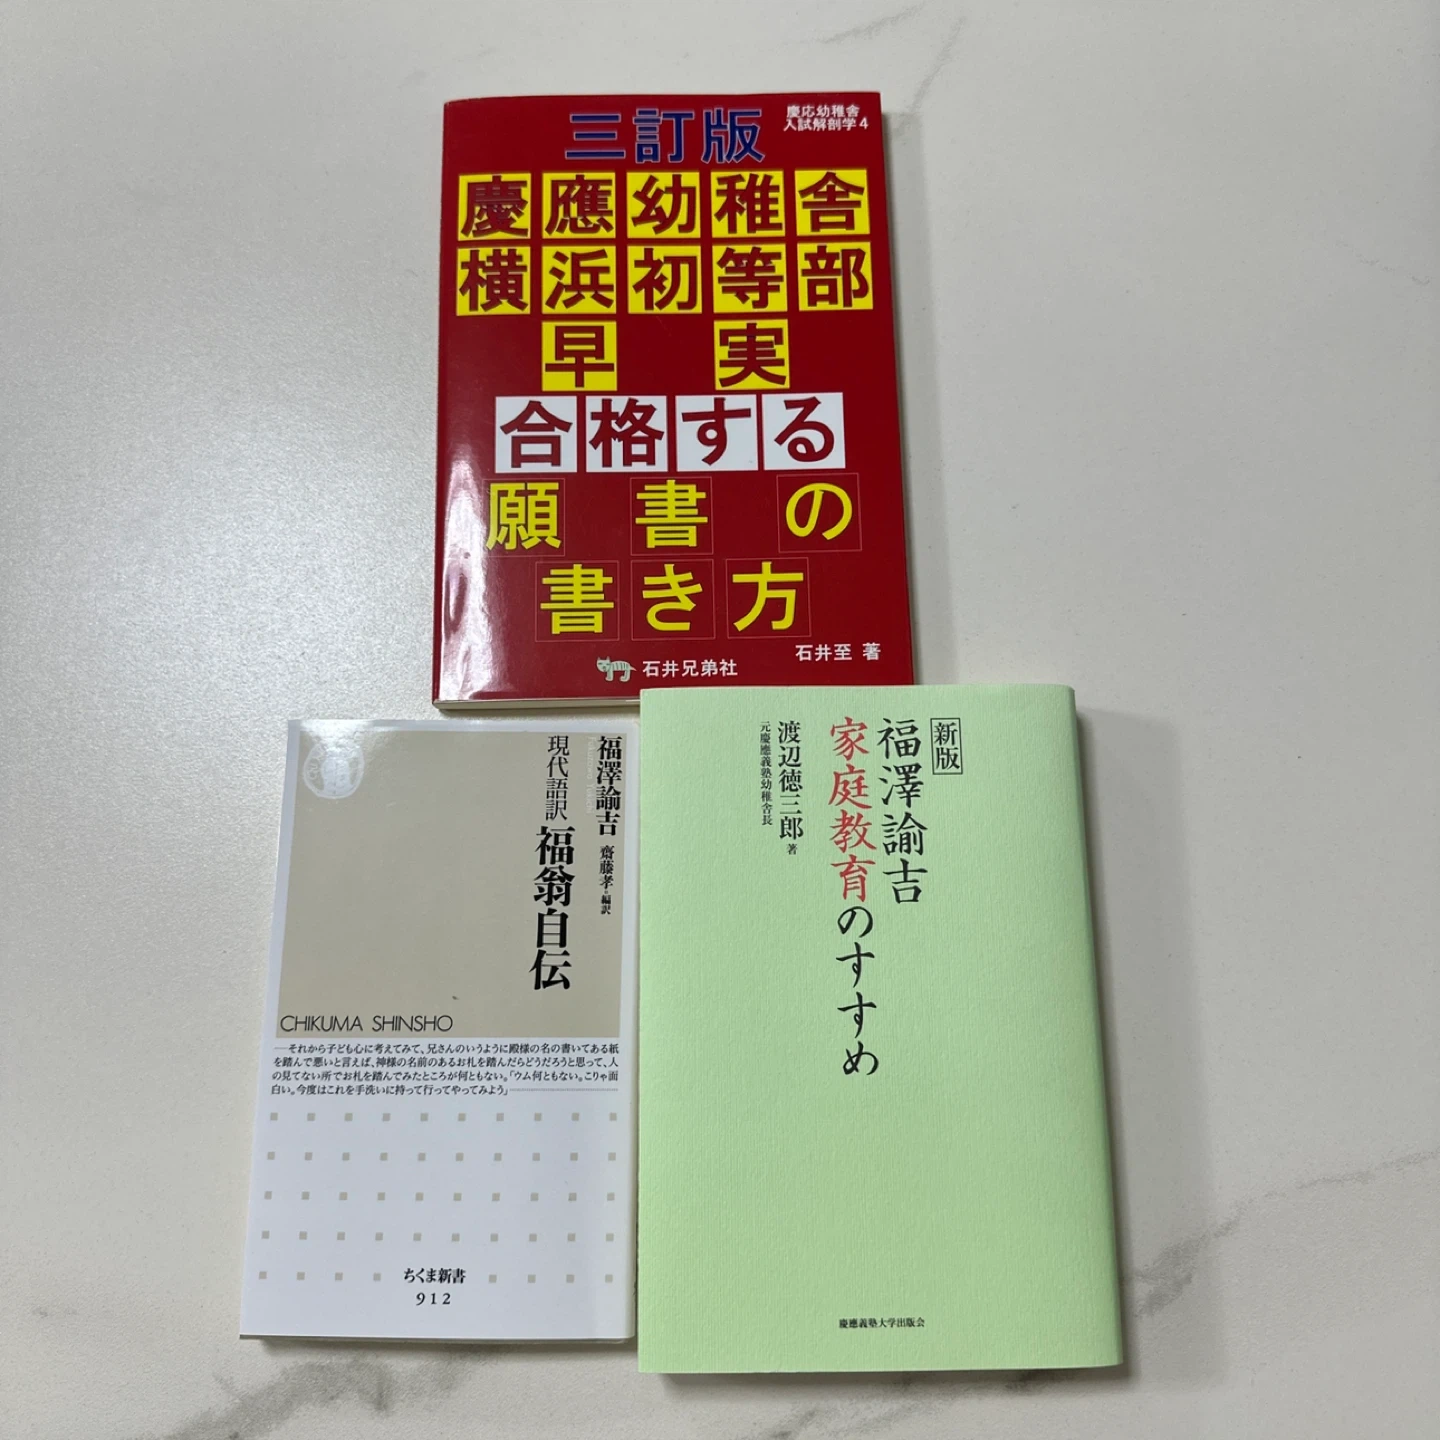 三訂版
慶応幼稚舎
入試解剖学4
慶應幼稚舎
横浜初等部
早実
合格する
願書の
書き方
石井至 著
石井兄弟社
福澤諭吉
齋藤孝=編訳
現代語訳 福翁自伝
CHIKUMA SHINSHO
──それから子ども心に考えてみて、兄さんのいうように殿様の名の書いてある紙
を踏んで悪いと言えば、神様の名前のあるお札を踏んだらどうだろうと思って、人
の見てない所でお札を踏んでみたところが何ともない。「ウム何ともない。こりゃ面
白い。今度はこれを手洗いに持って行ってやってみよう」
ちくま新書
912
新版
福澤諭吉
家庭教育のすすめ
渡辺徳三郎 著
元慶應義塾幼稚舎長
慶應義塾大学出版会